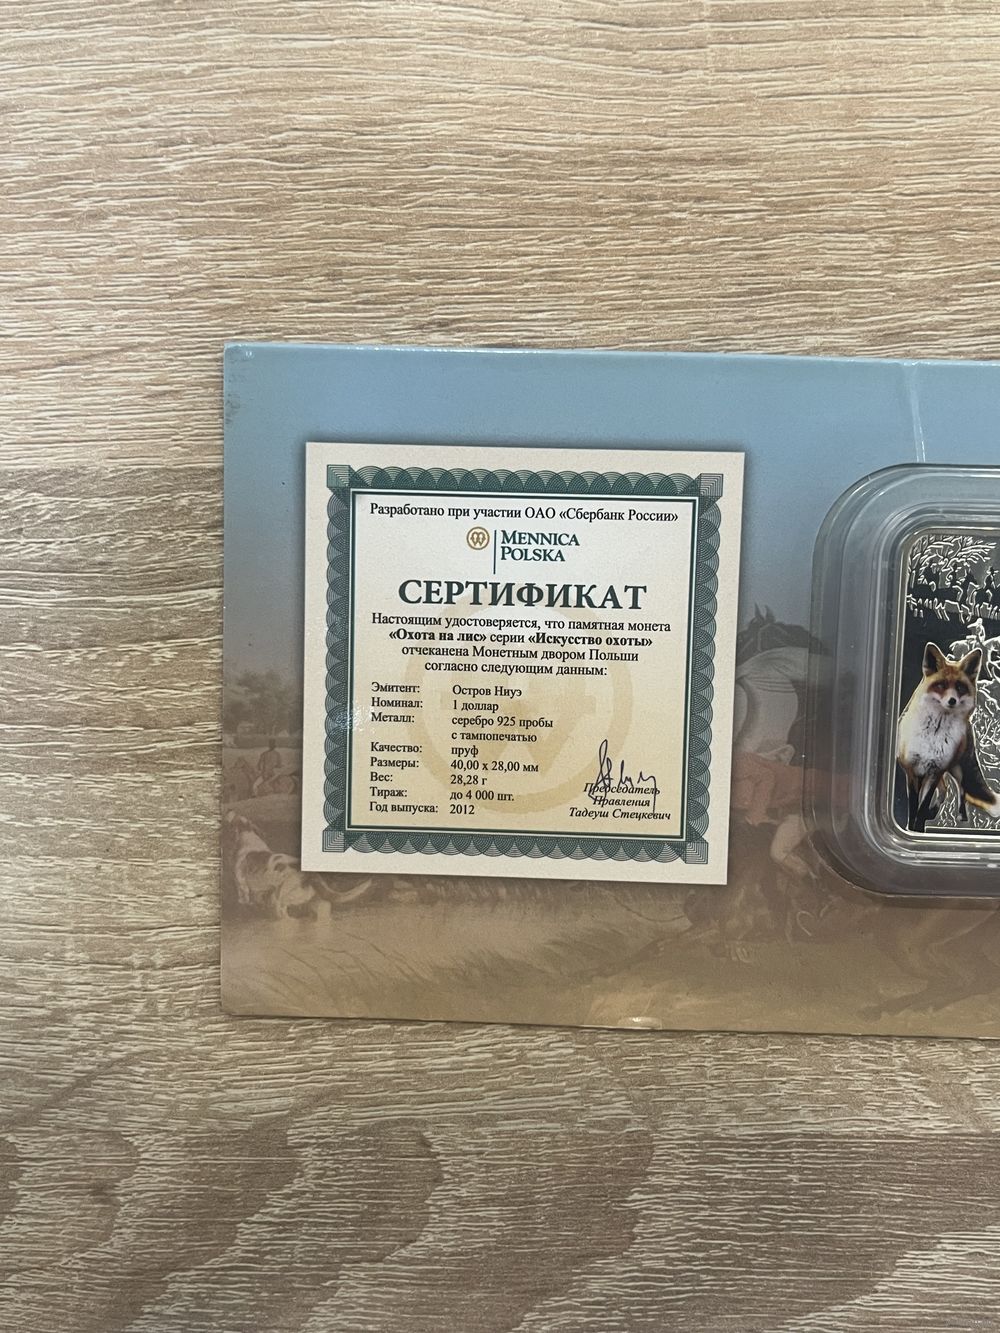 Разработано при участии ОАО «Сбербанк России»
MENNICA
POLSKA
СЕРТИФИКАТ
Настоящим удостоверяется, что памятная монета
«Охота на лис» серии «Искусство охоты»
отчеканена Монетным двором Польши
согласно следующим данным:
Эмитент: Остров Ниуэ
Номинал: 1 доллар
Металл: серебро 925 пробы
с тампопечатью
Качество: пруф
Размеры: 40,00 х 28,00 мм
Вес: 28,28 г
Тираж: до 4 000 шт.
Год выпуска: 2012
Председатель
Правления
Тадеуш Стецкевич